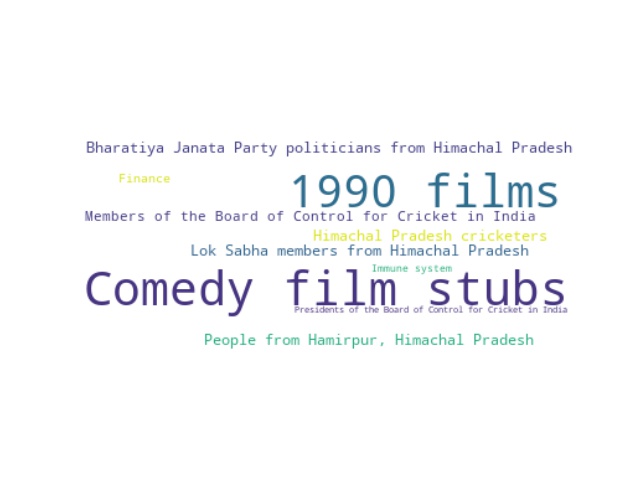 Bharatiya Janata Party politicians from Himachal Pradesh
Finance
1990 films
Members of the Board of Control for Cricket in India
Himachal Pradesh cricketers
Lok Sabha members from Himachal Pradesh
Immune system
Comedy film stubs
Presidents of the Board of Control for Cricket in India
People from Hamirpur, Himachal Pradesh